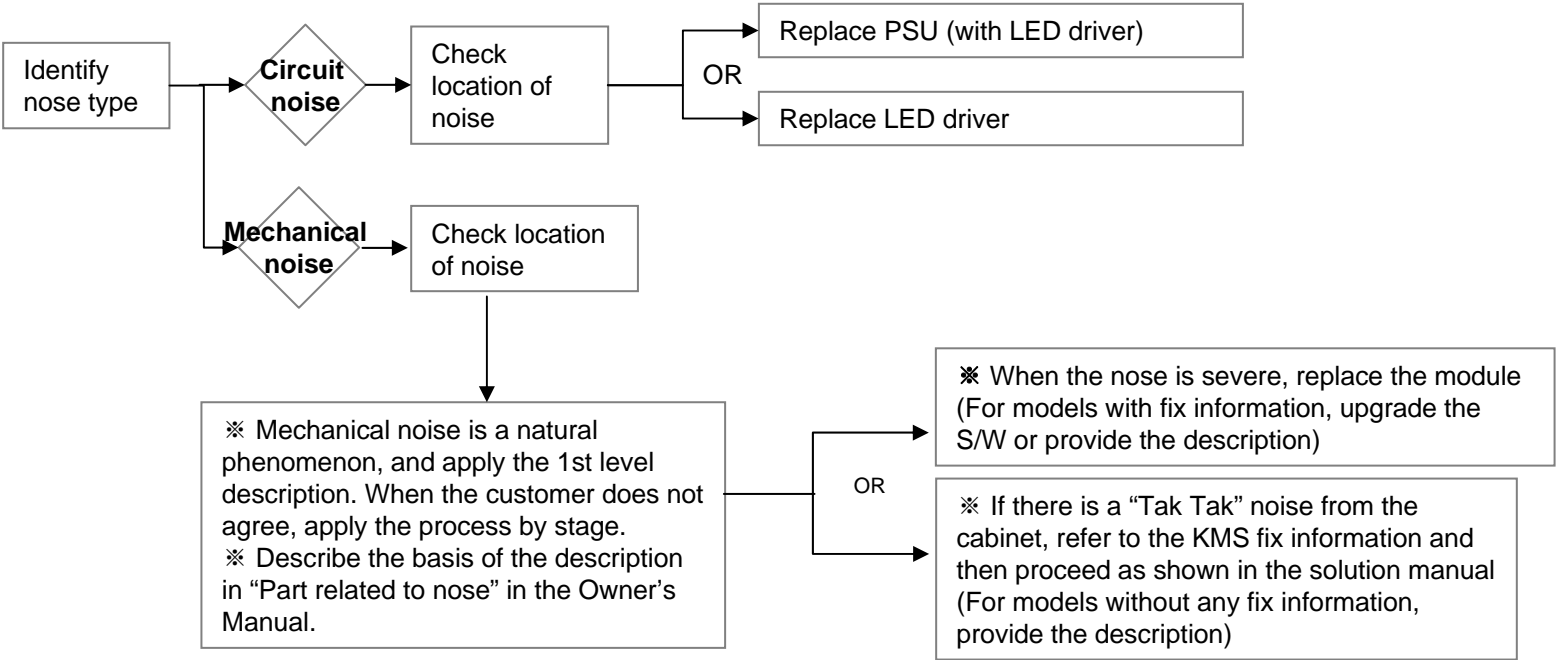 Identify
nose type
Circuit
noise
Check
location of
noise
Replace PSU (with LED driver)
OR
Replace LED driver
Mechanical
noise
Check location
of noise
※ Mechanical noise is a natural
phenomenon, and apply the 1st level
description. When the customer does not
agree, apply the process by stage.
※ Describe the basis of the description
in “Part related to nose” in the Owner’s
Manual.
OR
※ When the nose is severe, replace the module
(For models with fix information, upgrade the
S/W or provide the description)
※ If there is a “Tak Tak” noise from the
cabinet, refer to the KMS fix information and
then proceed as shown in the solution manual
(For models without any fix information,
provide the description)